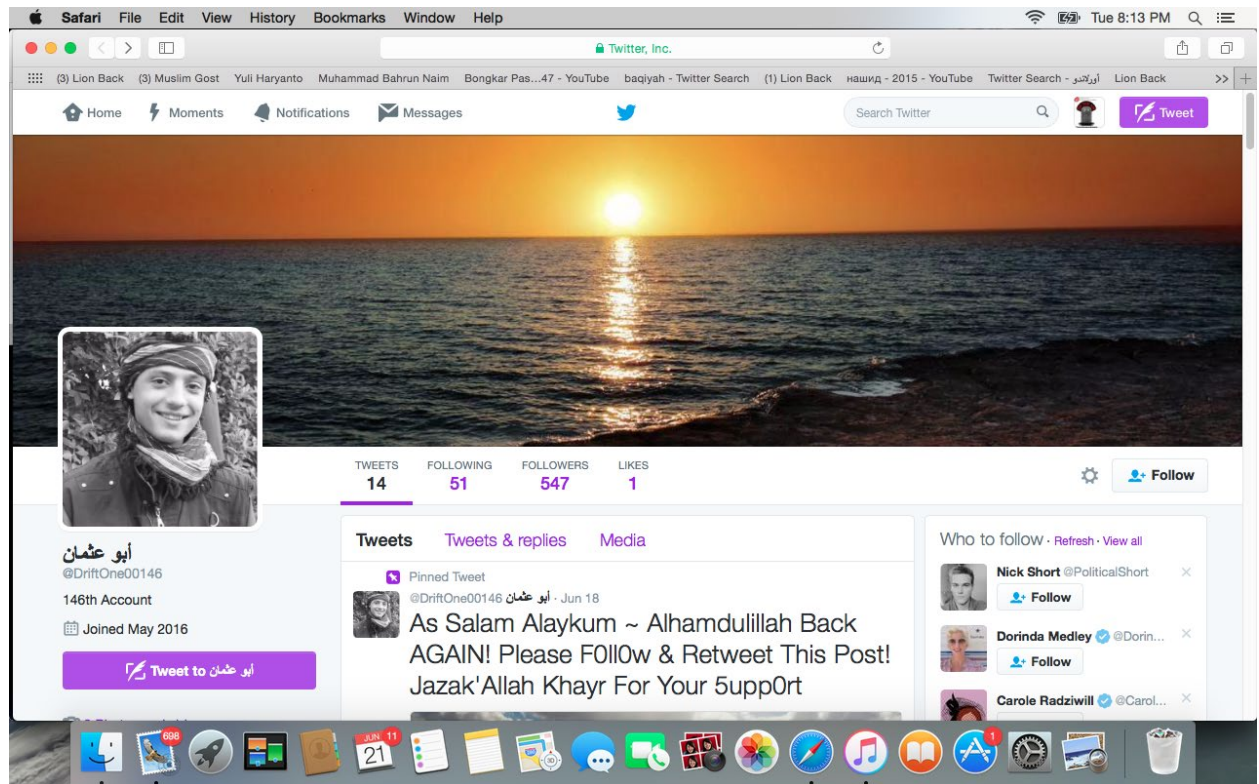 Safari File Edit View History Bookmarks Window Help Tue 8:13 PM
Twitter, Inc.
(3) Lion Back (3) Muslim Gost Yuli Haryanto Muhammad Bahrun Naim Bongkar Pas...47 - YouTube baqiyah - Twitter Search (1) Lion Back нашид - 2015 - YouTube Twitter Search - أورلاندو Lion Back >>
Home Moments Notifications Messages Search Twitter Tweet
TWEETS FOLLOWING FOLLOWERS LIKES
14 51 547 1
Follow
أبو عثمان
@DriftOne00146
146th Account
Joined May 2016
Tweet to أبو عثمان
Tweets Tweets & replies Media
Pinned Tweet
@DriftOne00146 أبو عثمان · Jun 18
As Salam Alaykum ~ Alhamdulillah Back
AGAIN! Please F0ll0w & Retweet This Post!
Jazak'Allah Khayr For Your 5upp0rt
Who to follow · Refresh · View all
Nick Short @PoliticalShort
Follow
Dorinda Medley @Dorin...
Follow
Carole Radziwill @Carol...
698
JUN 11
21
1